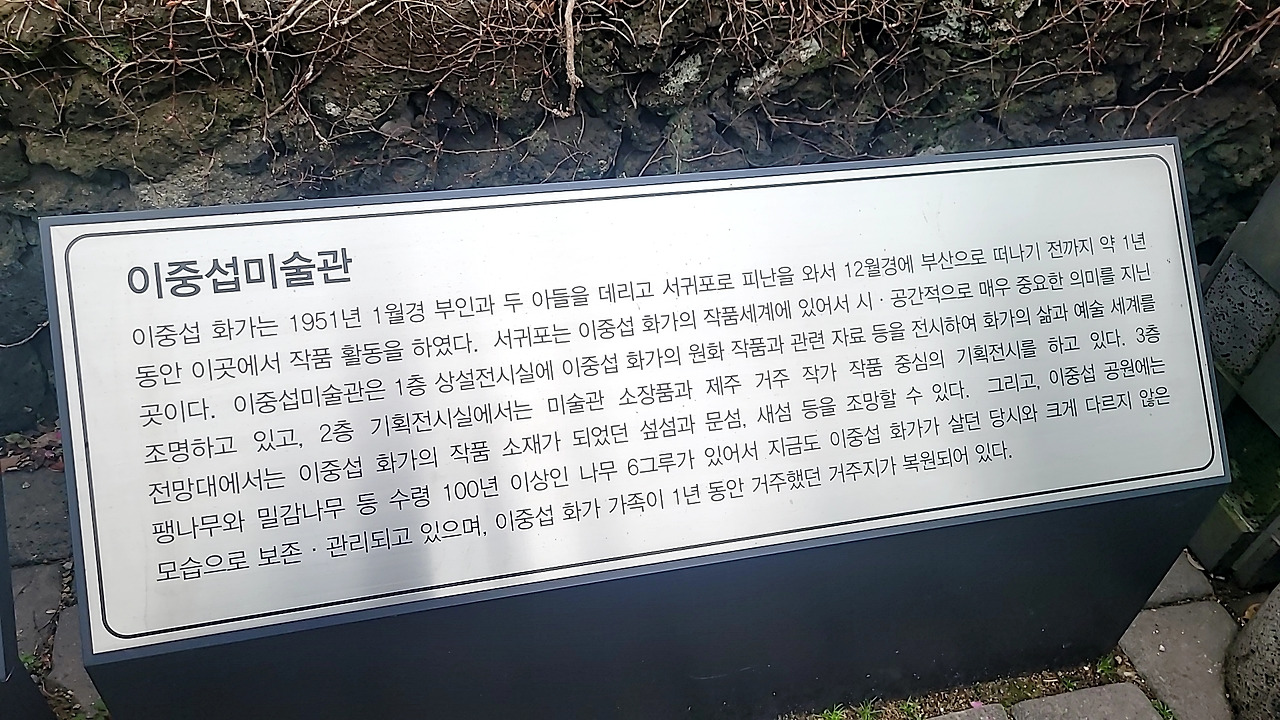 이중섭미술관
이중섭 화가는 1951년 1월경 부인과 두 아들을 데리고 서귀포로 피난을 와서 12월경에 부산으로 떠나기 전까지 약 1년
동안 이곳에서 작품 활동을 하였다. 서귀포는 이중섭 화가의 작품세계에 있어서 시 · 공간적으로 매우 중요한 의미를 지닌
곳이다. 이중섭미술관은 1층 상설전시실에 이중섭 화가의 원화 작품과 관련 자료 등을 전시하여 화가의 삶과 예술 세계를
조명하고 있고, 2층 기획전시실에서는 미술관 소장품과 제주 거주 작가 작품 중심의 기획전시를 하고 있다. 3층
전망대에서는 이중섭 화가의 작품 소재가 되었던 섶섬과 문섬, 새섬 등을 조망할 수 있다. 그리고, 이중섭 공원에는
팽나무와 밀감나무 등 수령 100년 이상인 나무 6그루가 있어서 지금도 이중섭 화가가 살던 당시와 크게 다르지 않은
모습으로 보존 · 관리되고 있으며, 이중섭 화가 가족이 1년 동안 거주했던 거주지가 복원되어 있다.